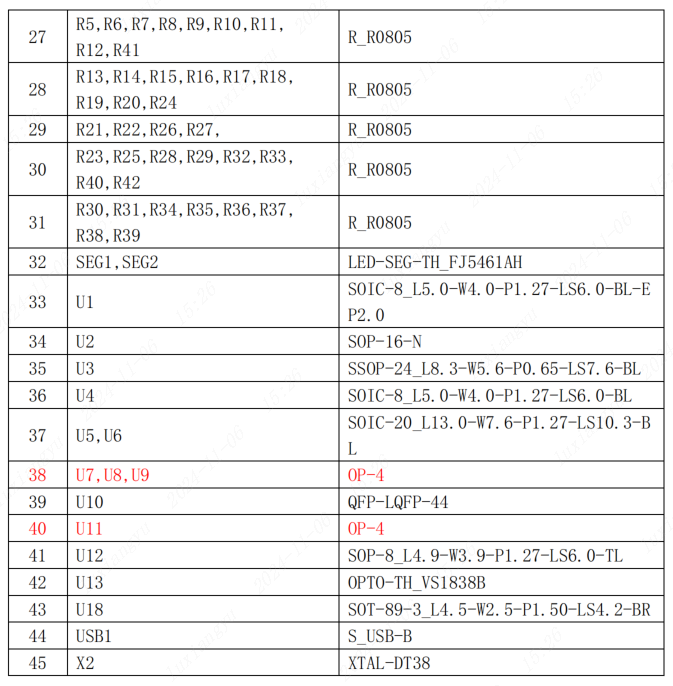 27 R5,R6,R7,R8,R9,R10,R11, R_R0805
R12,R41
28 R13,R14,R15,R16,R17,R18, R_R0805
R19,R20,R24
29 R21,R22,R26,R27, R_R0805
30 R23,R25,R28,R29,R32,R33, R_R0805
R40,R42
31 R30,R31,R34,R35,R36,R37, R_R0805
R38,R39
32 SEG1,SEG2 LED-SEG-TH_FJ5461AH
33 U1 SOIC-8_L5.0-W4.0-P1.27-LS6.0-BL-E
P2.0
34 U2 SOP-16-N
35 U3 SSOP-24_L8.3-W5.6-P0.65-LS7.6-BL
36 U4 SOIC-8_L5.0-W4.0-P1.27-LS6.0-BL
37 U5,U6 SOIC-20_L13.0-W7.6-P1.27-LS10.3-B
L
38 U7,U8,U9 OP-4
39 U10 QFP-LQFP-44
40 U11 OP-4
41 U12 SOP-8_L4.9-W3.9-P1.27-LS6.0-TL
42 U13 OPTO-TH_VS1838B
43 U18 SOT-89-3_L4.5-W2.5-P1.50-LS4.2-BR
44 USB1 S_USB-B
45 X2 XTAL-DT38